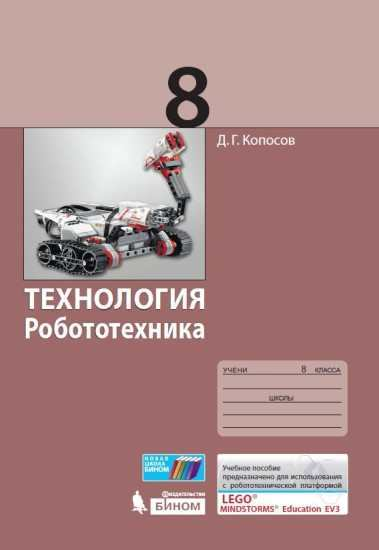 8
Д. Г. Копосов
ТЕХНОЛОГИЯ
Робототехника
УЧЕНИ 8 КЛАССА
ШКОЛЫ
НОВАЯ
ШКОЛА
БИНОМ
ИЗДАТЕЛЬСТВО
БИНОМ
Учебное пособие
предназначено для использования
с робототехнической платформой
LEGO®
MINDSTORMS® Education EV3